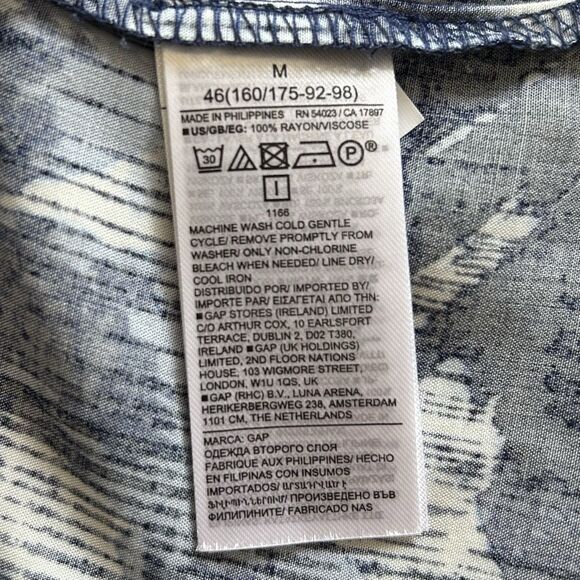 M
46(160/175-92-98)
MADE IN PHILIPPINES RN 54023 / CA 17897
■US/GB/EG: 100% RAYON/VISCOSE
30 P ®
I
1166
MACHINE WASH COLD GENTLE
CYCLE/ REMOVE PROMPTLY FROM
WASHER/ ONLY NON-CHLORINE
BLEACH WHEN NEEDED/ LINE DRY/
COOL IRON
DISTRIBUIDO POR/ IMPORTED BY/
IMPORTE PAR/ ΕΙΣΑΓΕΤΑΙ ΑΠΟ ΤΗΝ:
■ GAP STORES (IRELAND) LIMITED
C/O ARTHUR COX, 10 EARLSFORT
TERRACE, DUBLIN 2, D02 T380,
IRELAND ■ GAP (UK HOLDINGS)
LIMITED, 2ND FLOOR NATIONS
HOUSE, 103 WIGMORE STREET,
LONDON, W1U 1QS, UK
■ GAP (RHC) B.V., LUNA ARENA,
HERIKERBERGWEG 238, AMSTERDAM
1101 CM, THE NETHERLANDS
MARCA: GAP
ОДЕЖДА ВТОРОГО СЛОЯ
FABRIQUE AUX PHILIPPINES/ HECHO
EN FILIPINAS CON INSUMOS
IMPORTADOS/ ԱՐՏԱԴՐՎԱԾ Է
ՖԻԼԻՊԻՆՆԵՐՈՒՄ/ ПРОИЗВЕДЕНО ВЪВ
ФИЛИПИНИТЕ/ FABRICADO NAS